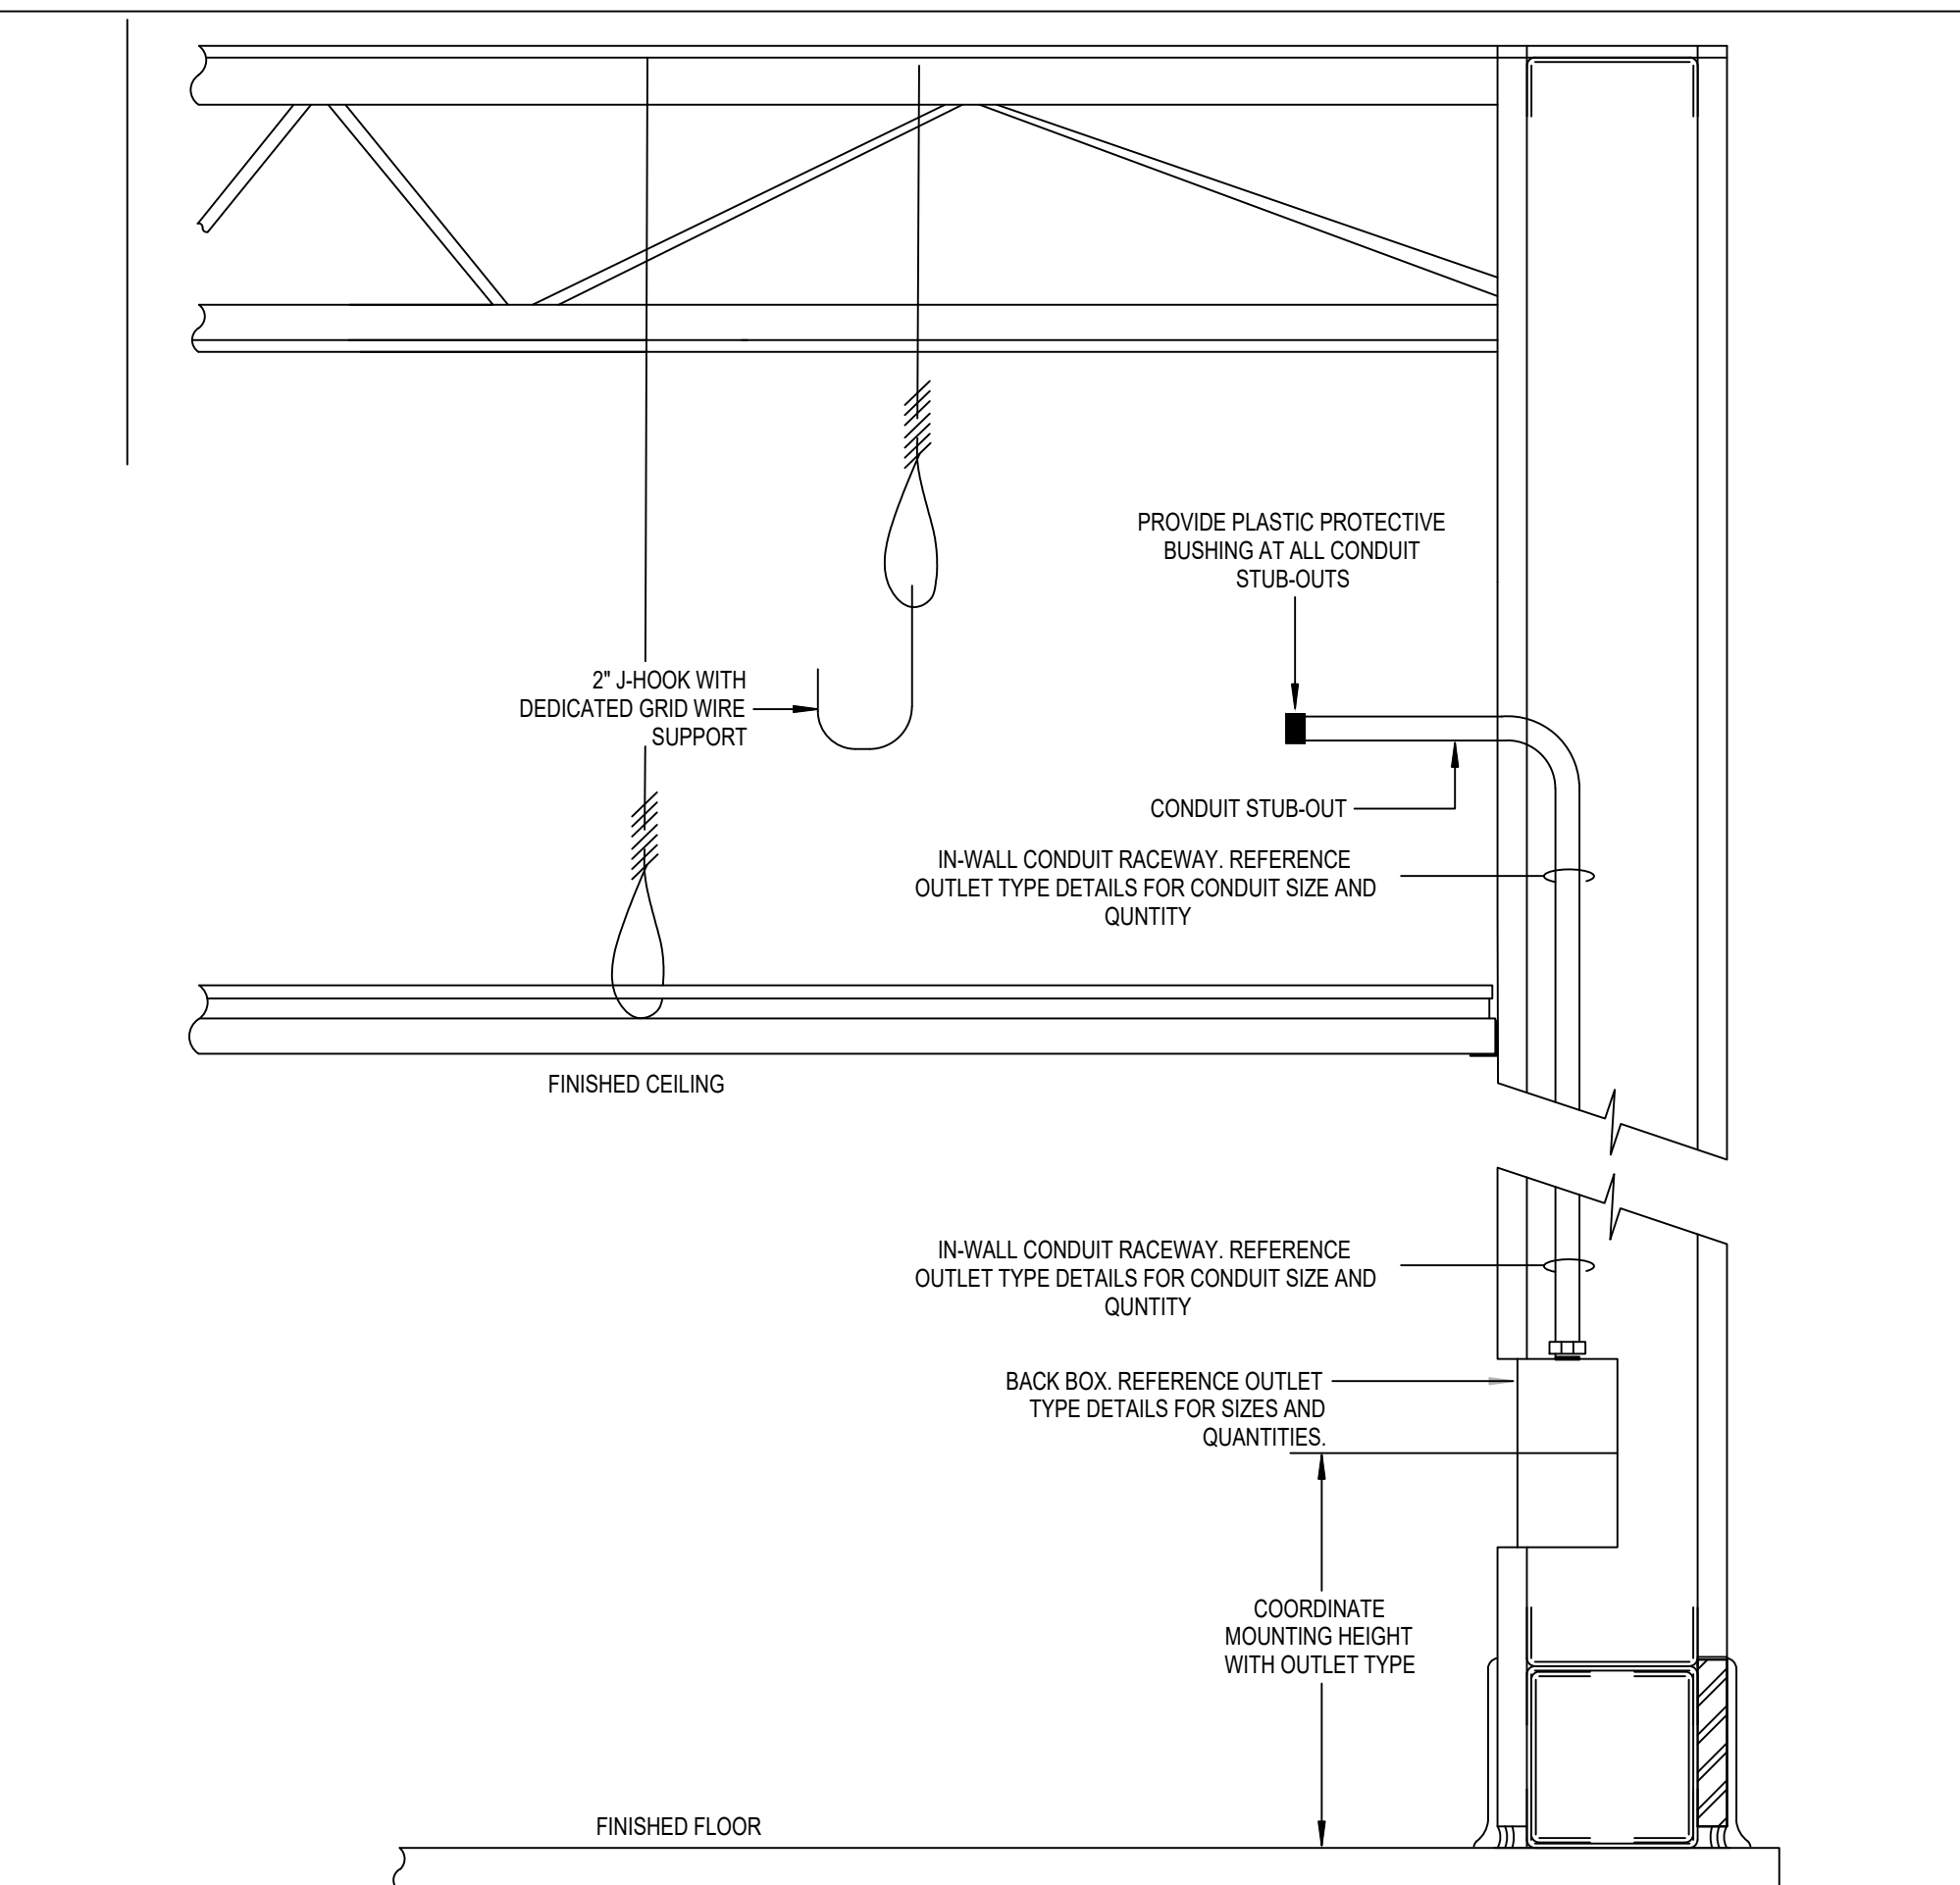 PROVIDE PLASTIC PROTECTIVE
BUSHING AT ALL CONDUIT
STUB-OUTS
2" J-HOOK WITH
DEDICATED GRID WIRE
SUPPORT
CONDUIT STUB-OUT
IN-WALL CONDUIT RACEWAY. REFERENCE
OUTLET TYPE DETAILS FOR CONDUIT SIZE AND
QUNTITY
FINISHED CEILING
IN-WALL CONDUIT RACEWAY. REFERENCE
OUTLET TYPE DETAILS FOR CONDUIT SIZE AND
QUNTITY
BACK BOX. REFERENCE OUTLET
TYPE DETAILS FOR SIZES AND
QUANTITIES.
COORDINATE
MOUNTING HEIGHT
WITH OUTLET TYPE
FINISHED FLOOR